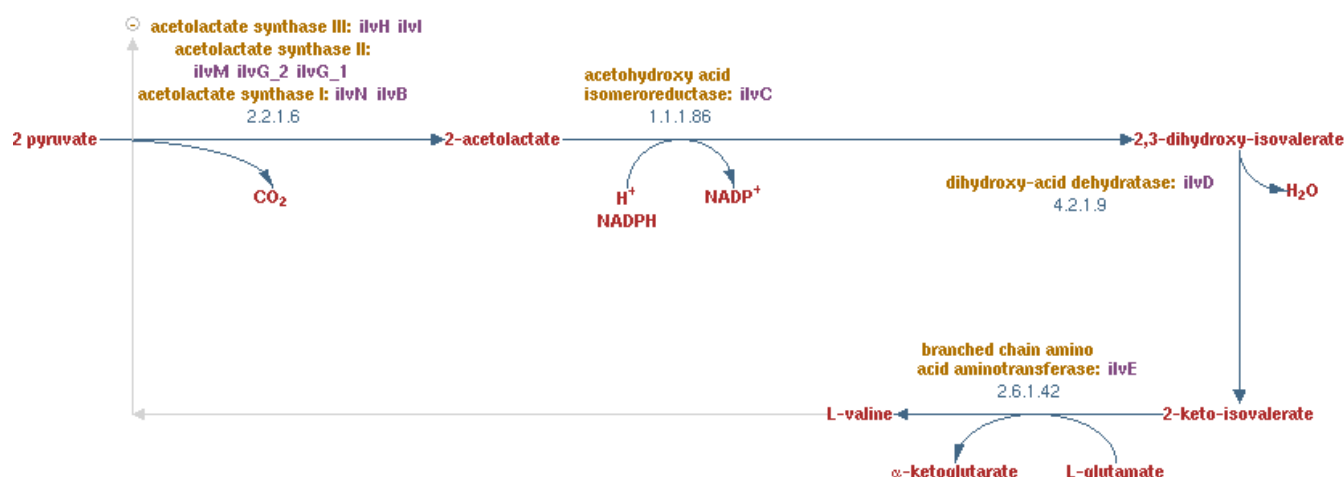 ⊖ acetolactate synthase III: ilvH ilvI
acetolactate synthase II:
ilvM ilvG_2 ilvG_1
acetolactate synthase I: ilvN ilvB
2.2.1.6
acetohydroxy acid
isomeroreductase: ilvC
1.1.1.86
2 pyruvate
2-acetolactate
2,3-dihydroxy-isovalerate
CO₂
H⁺
NADPH
NADP⁺
dihydroxy-acid dehydratase: ilvD
4.2.1.9
H₂O
branched chain amino
acid aminotransferase: ilvE
2.6.1.42
L-valine
2-keto-isovalerate
α-ketoglutarate
L-glutamate